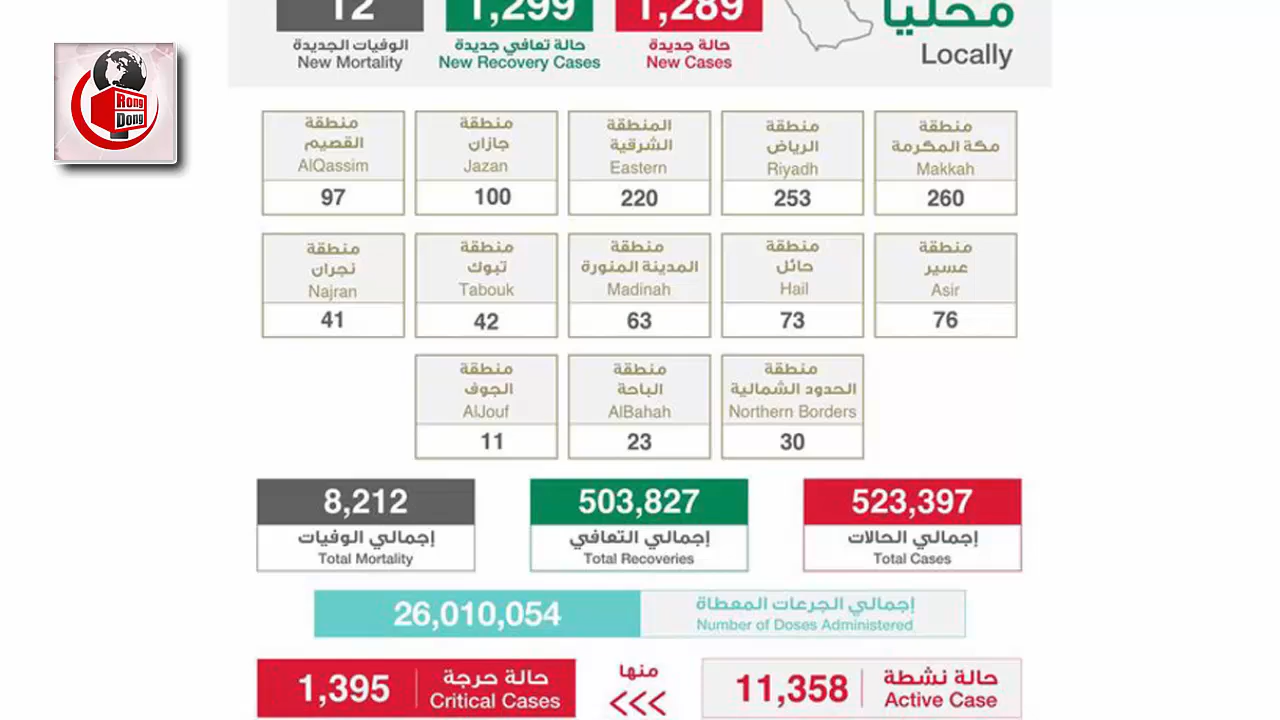 محليا
Locally
1,289
حالة جديدة
New Cases
1,299
حالة تعافي جديدة
New Recovery Cases
12
الوفيات الجديدة
New Mortality
Rong
Dong
منطقة
مكة المكرمة
Makkah
260
منطقة
الرياض
Riyadh
253
المنطقة
الشرقية
Eastern
220
منطقة
جازان
Jazan
100
منطقة
القصيم
AlQassim
97
منطقة
عسير
Asir
76
منطقة
حائل
Hail
73
منطقة
المدينة المنورة
Madinah
63
منطقة
تبوك
Tabouk
42
منطقة
نجران
Najran
41
منطقة
الحدود الشمالية
Northern Borders
30
منطقة
الباحة
AlBahah
23
منطقة
الجوف
AlJouf
11
523,397
إجمالي الحالات
Total Cases
503,827
إجمالي التعافي
Total Recoveries
8,212
إجمالي الوفيات
Total Mortality
إجمالي الجرعات المعطاة
Number of Doses Administered
26,010,054
حالة نشطة
Active Case
11,358
منها
حالة حرجة
Critical Cases
1,395